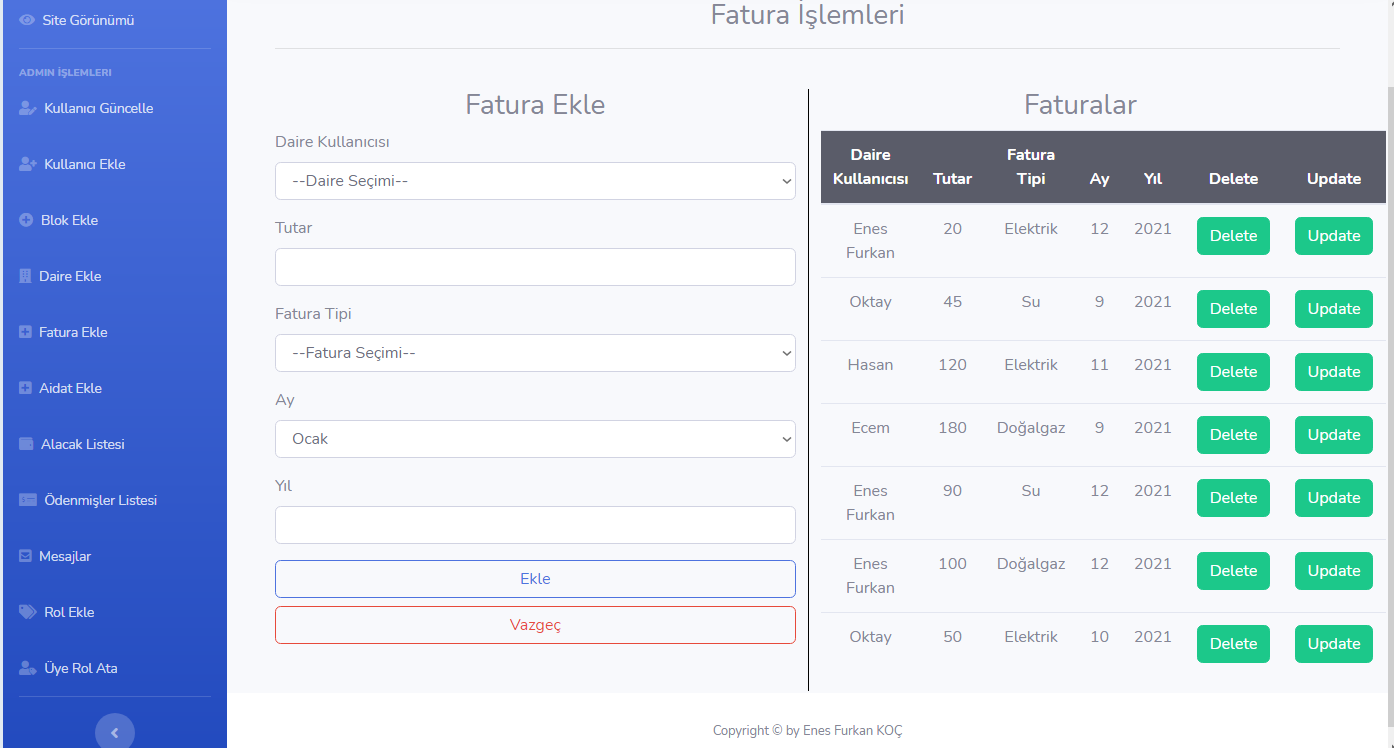 Site Görünümü
ADMIN İŞLEMLERI
Kullanıcı Güncelle
Kullanıcı Ekle
Blok Ekle
Daire Ekle
Fatura Ekle
Aidat Ekle
Alacak Listesi
Ödenmişler Listesi
Mesajlar
Rol Ekle
Üye Rol Ata
Fatura İşlemleri
Fatura Ekle
Daire Kullanıcısı
--Daire Seçimi--
Tutar
Fatura Tipi
--Fatura Seçimi--
Ay
Ocak
Yıl
Ekle
Vazgeç
Faturalar
Daire Kullanıcısı Tutar Fatura Tipi Ay Yıl Delete Update
Enes Furkan 20 Elektrik 12 2021 Delete Update
Oktay 45 Su 9 2021 Delete Update
Hasan 120 Elektrik 11 2021 Delete Update
Ecem 180 Doğalgaz 9 2021 Delete Update
Enes Furkan 90 Su 12 2021 Delete Update
Enes Furkan 100 Doğalgaz 12 2021 Delete Update
Oktay 50 Elektrik 10 2021 Delete Update
Copyright © by Enes Furkan KOÇ